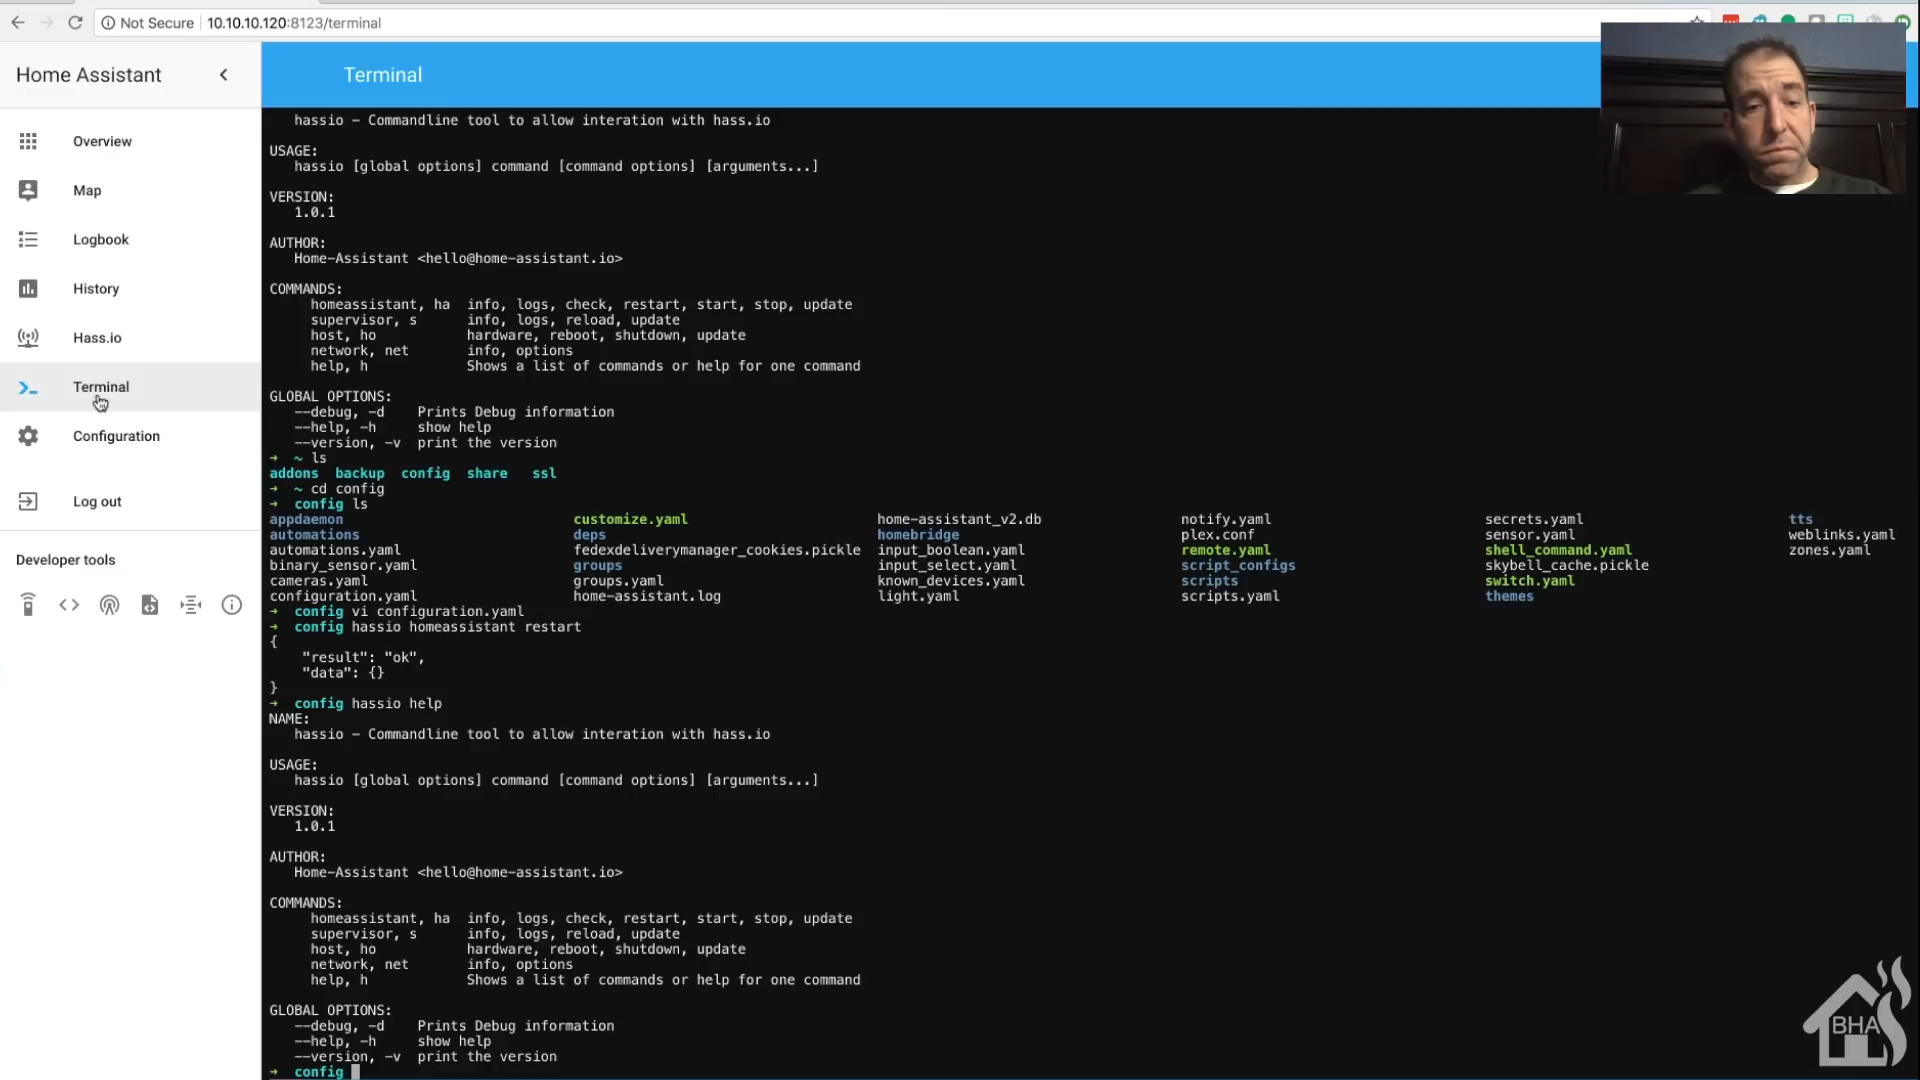 Not Secure 10.10.10.120:8123/terminal
Home Assistant
Terminal
Overview
Map
Logbook
History
Hass.io
Terminal
Configuration
Log out
Developer tools
hassio – Commandline tool to allow interation with hass.io
USAGE:
hassio [global options] command [command options] [arguments...]
VERSION:
1.0.1
AUTHOR:
Home-Assistant <hello@home-assistant.io>
COMMANDS:
homeassistant, ha info, logs, check, restart, start, stop, update
supervisor, s info, logs, reload, update
host, ho hardware, reboot, shutdown, update
network, net info, options
help, h Shows a list of commands or help for one command
GLOBAL OPTIONS:
--debug, -d Prints Debug information
--help, -h show help
--version, -v print the version
➜ ~ ls
addons backup config share ssl
➜ ~ cd config
➜ config ls
appdaemon customize.yaml home-assistant_v2.db notify.yaml secrets.yaml tts
automations deps homebridge plex.conf sensor.yaml weblinks.yaml
automations.yaml fedexdeliverymanager_cookies.pickle input_boolean.yaml remote.yaml shell_command.yaml zones.yaml
binary_sensor.yaml groups input_select.yaml script_configs skybell_cache.pickle
cameras.yaml groups.yaml known_devices.yaml scripts switch.yaml
configuration.yaml home-assistant.log light.yaml scripts.yaml themes
➜ config vi configuration.yaml
➜ config hassio homeassistant restart
{
"result": "ok",
"data": {}
}
➜ config hassio help
NAME:
hassio – Commandline tool to allow interation with hass.io
USAGE:
hassio [global options] command [command options] [arguments...]
VERSION:
1.0.1
AUTHOR:
Home-Assistant <hello@home-assistant.io>
COMMANDS:
homeassistant, ha info, logs, check, restart, start, stop, update
supervisor, s info, logs, reload, update
host, ho hardware, reboot, shutdown, update
network, net info, options
help, h Shows a list of commands or help for one command
GLOBAL OPTIONS:
--debug, -d Prints Debug information
--help, -h show help
--version, -v print the version
➜ config
BHA